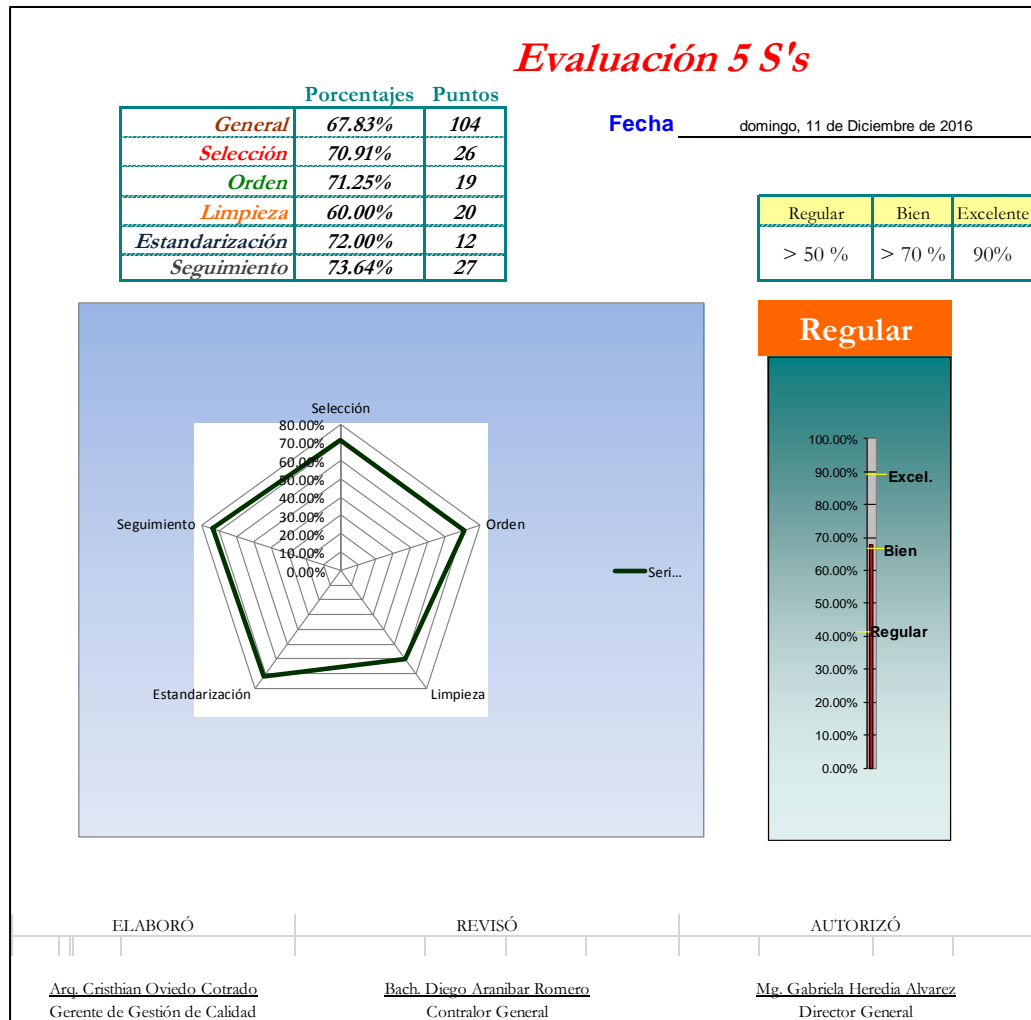 Evaluación 5 S's
Porcentajes Puntos
General 67.83% 104
Selección 70.91% 26
Orden 71.25% 19
Limpieza 60.00% 20
Estandarización 72.00% 12
Seguimiento 73.64% 27
Fecha domingo, 11 de Diciembre de 2016
Regular Bien Excelente
> 50 % > 70 % 90%
Selección
80.00%
70.00%
60.00%
50.00%
40.00%
30.00%
20.00%
10.00%
0.00%
Seguimiento
Orden
Estandarización
Limpieza
Seri...
Regular
100.00%
90.00%
80.00%
70.00%
60.00%
50.00%
40.00%
30.00%
20.00%
10.00%
0.00%
Excel.
Bien
Regular
ELABORÓ REVISÓ AUTORIZÓ
Arq. Cristhian Oviedo Cotrado Bach. Diego Aranibar Romero Mg. Gabriela Heredia Alvarez
Gerente de Gestión de Calidad Contralor General Director General